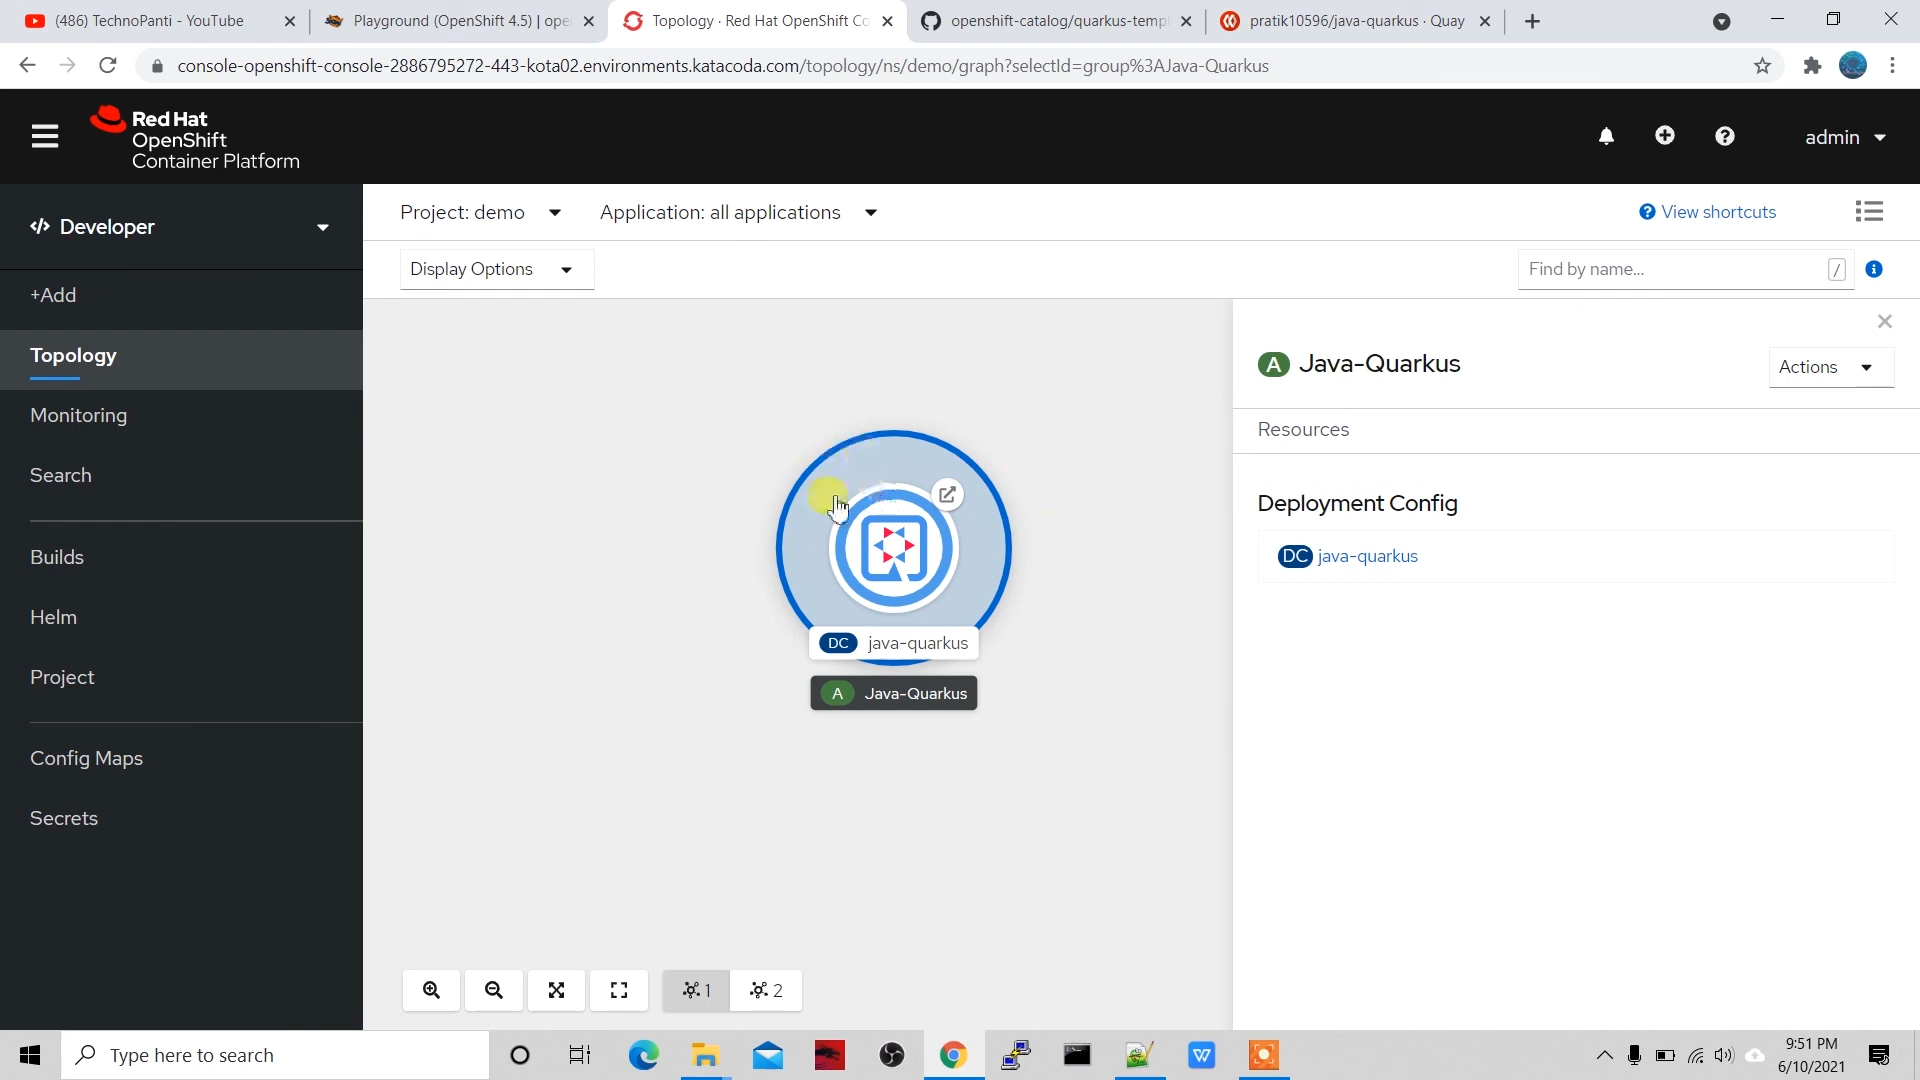 (486) TechnoPanti - YouTube
Playground (OpenShift 4.5) | ope
Topology · Red Hat OpenShift Co
openshift-catalog/quarkus-templ
pratik10596/java-quarkus · Quay
console-openshift-console-2886795272-443-kota02.environments.katacoda.com/topology/ns/demo/graph?selectId=group%3AJava-Quarkus
Red Hat
OpenShift
Container Platform
admin
Developer
Project: demo
Application: all applications
View shortcuts
Display Options
Find by name...
/
+Add
Topology
Monitoring
Search
Builds
Helm
Project
Config Maps
Secrets
A Java-Quarkus
Actions
Resources
Deployment Config
DC java-quarkus
DC java-quarkus
A Java-Quarkus
1
2
Type here to search
9:51 PM
6/10/2021